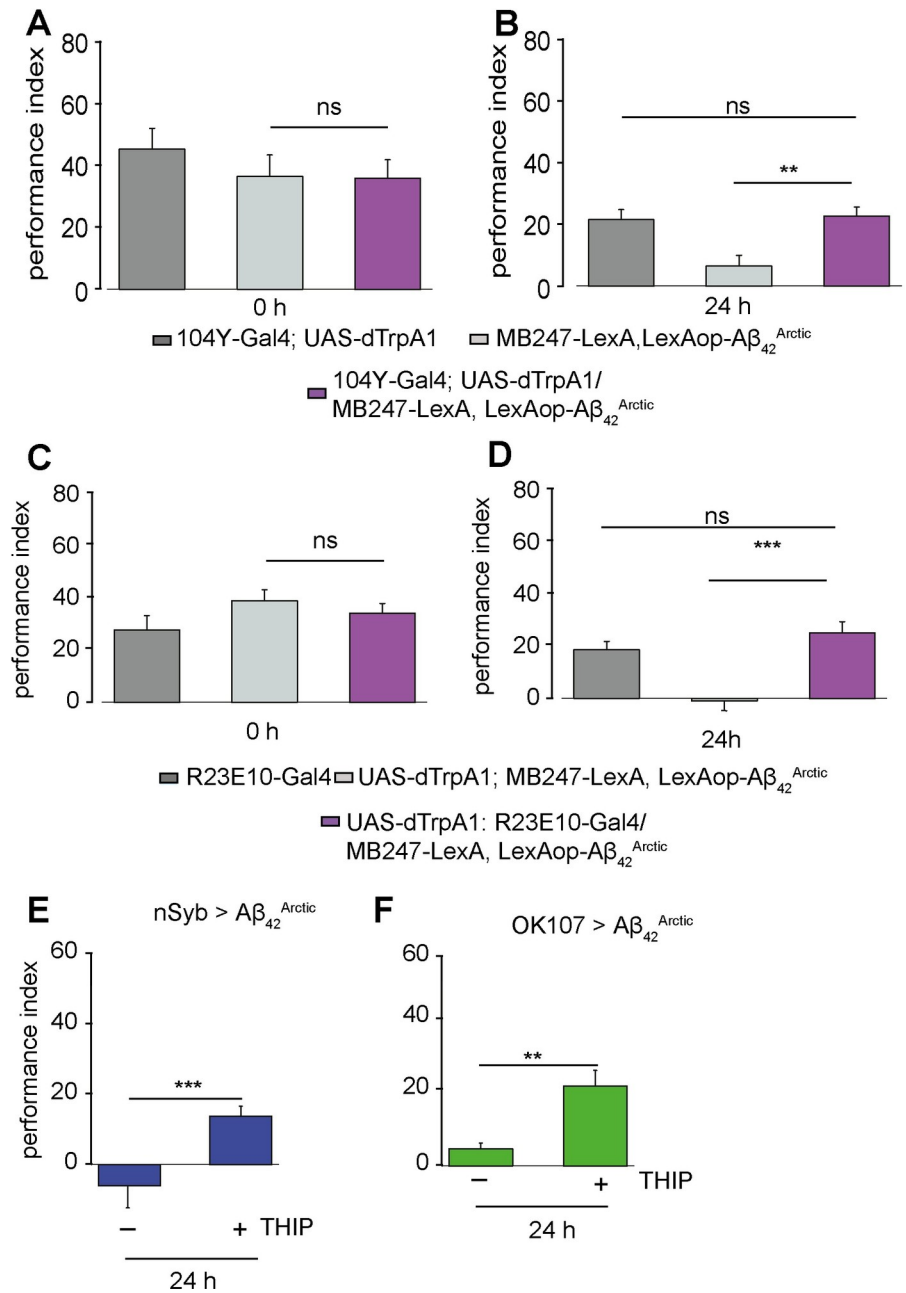 A
performance index
80
60
40
20
0
ns
0 h
B
performance index
80
60
40
20
0
ns
**
24 h
104Y-Gal4; UAS-dTrpA1
MB247-LexA,LexAop-Aβ42Arctic
104Y-Gal4; UAS-dTrpA1/
MB247-LexA, LexAop-Aβ42Arctic
C
performance index
80
60
40
20
0
ns
0 h
D
performance index
80
60
40
20
0
ns
***
24h
R23E10-Gal4
UAS-dTrpA1; MB247-LexA, LexAop-Aβ42Arctic
UAS-dTrpA1: R23E10-Gal4/
MB247-LexA, LexAop-Aβ42Arctic
E
nSyb > Aβ42Arctic
performance index
60
40
20
0
***
– + THIP
24 h
F
OK107 > Aβ42Arctic
60
40
20
0
**
– + THIP
24 h